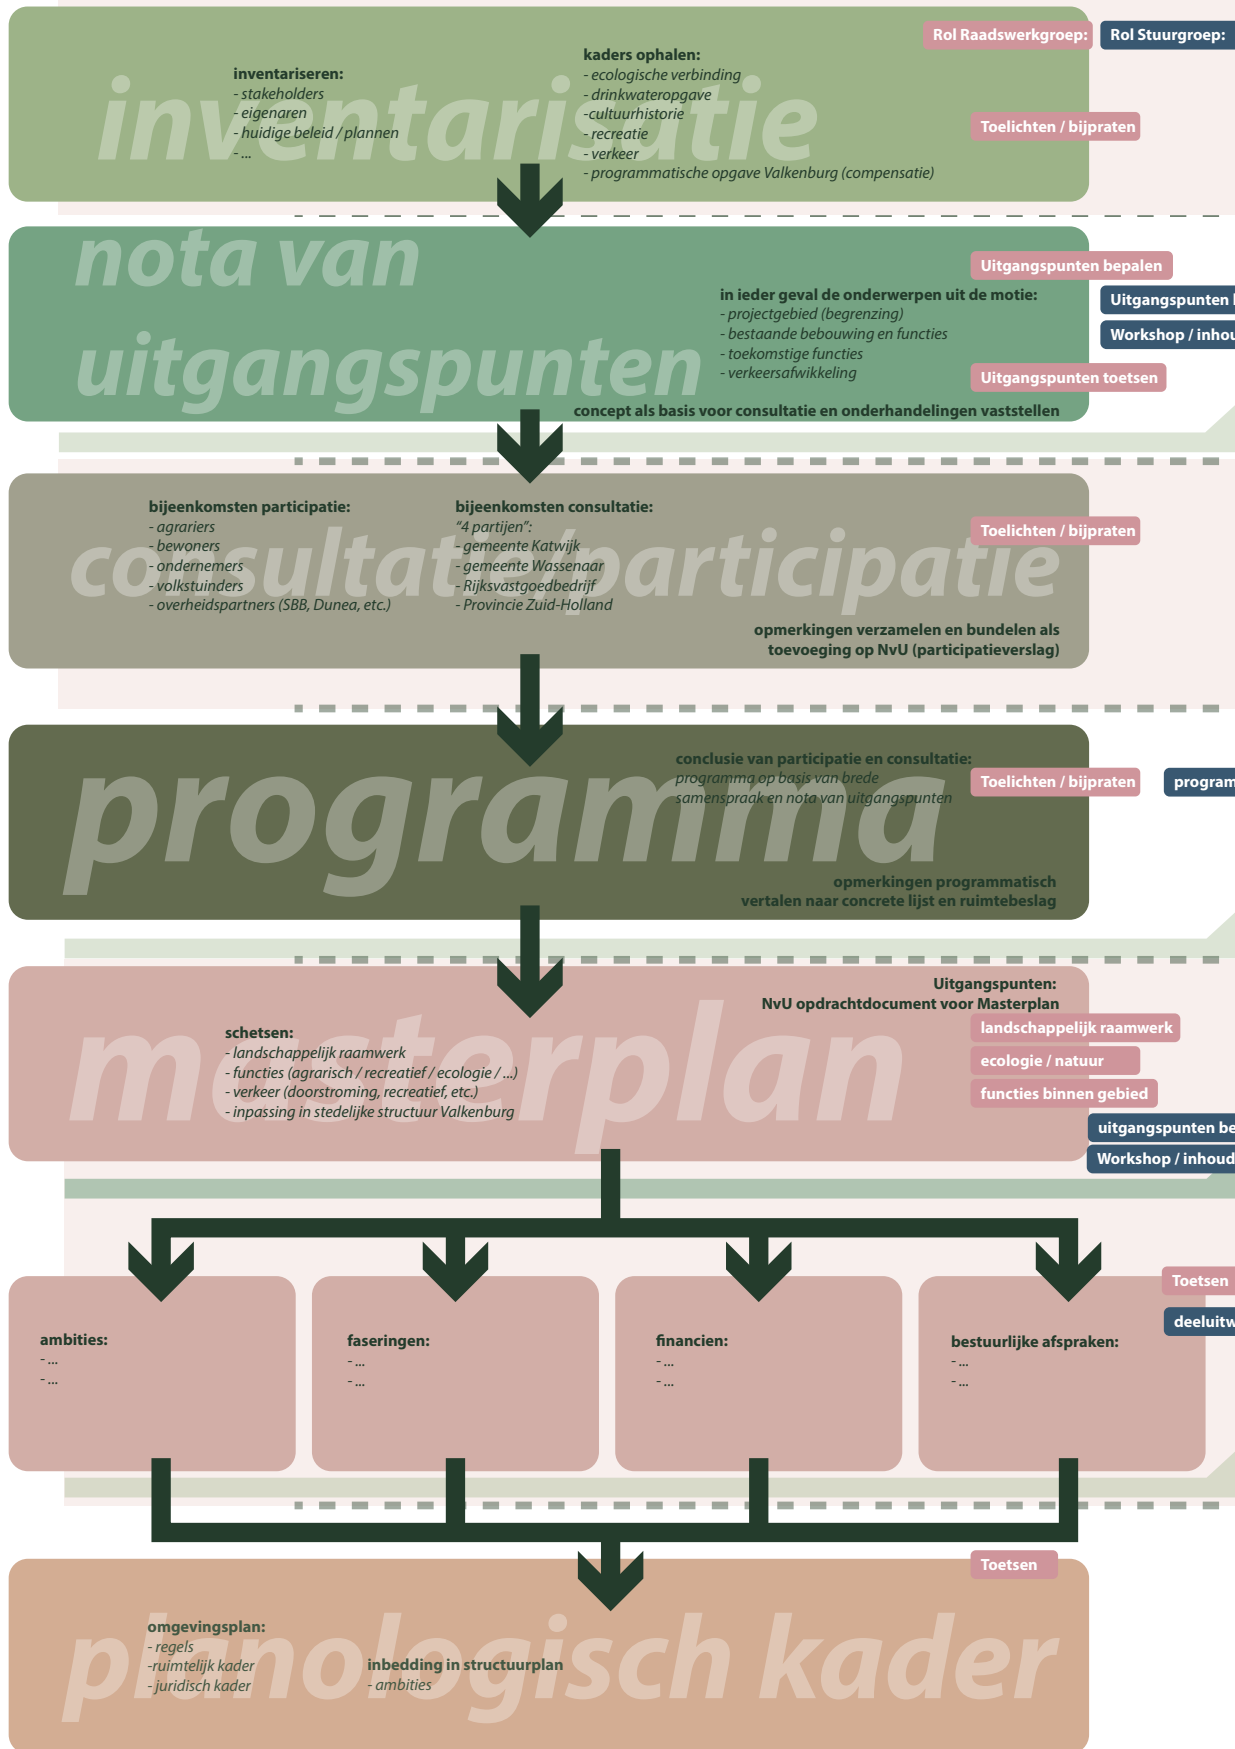 Rol Raadswerkgroep:
Rol Stuurgroep:
inventarisatie
inventariseren:
- stakeholders
- eigenaren
- huidige beleid / plannen
- ...
kaders ophalen:
- ecologische verbinding
- drinkwateropgave
-cultuurhistorie
- recreatie
- verkeer
- programmatische opgave Valkenburg (compensatie)
Toelichten / bijpraten
nota van
uitgangspunten
in ieder geval de onderwerpen uit de motie:
- projectgebied (begrenzing)
- bestaande bebouwing en functies
- toekomstige functies
- verkeersafwikkeling
concept als basis voor consultatie en onderhandelingen vaststellen
Uitgangspunten bepalen
Uitgangspunten
Workshop /
Uitgangspunten toetsen
consultatie/participatie
bijeenkomsten participatie:
- agrariers
- bewoners
- ondernemers
- volkstuinders
- overheidspartners (SBB, Dunea, etc.)
bijeenkomsten consultatie:
“4 partijen”:
- gemeente Katwijk
- gemeente Wassenaar
- Rijksvastgoedbedrijf
- Provincie Zuid-Holland
opmerkingen verzamelen en bundelen als
toevoeging op NvU (participatieverslag)
Toelichten / bijpraten
programma
conclusie van participatie en consultatie:
programma op basis van brede
samenspraak en nota van uitgangspunten
opmerkingen programmatisch
vertalen naar concrete lijst en ruimtebeslag
Toelichten / bijpraten
masterplan
Uitgangspunten:
NvU opdrachtdocument voor Masterplan
schetsen:
- landschappelijk raamwerk
- functies (agrarisch / recreatief / ecologie / ...)
- verkeer (doorstroming, recreatief, etc.)
- inpassing in stedelijke structuur Valkenburg
landschappelijk raamwerk
ecologie / natuur
functies binnen gebied
uitgangspunten
Workshop /
ambities:
- ...
- ...
faseringen:
- ...
- ...
financien:
- ...
- ...
bestuurlijke afspraken:
- ...
- ...
Toetsen
Toetsen
planologisch kader
omgevingsplan:
- regels
-ruimtelijk kader
- juridisch kader
inbedding in structuurplan
- ambities